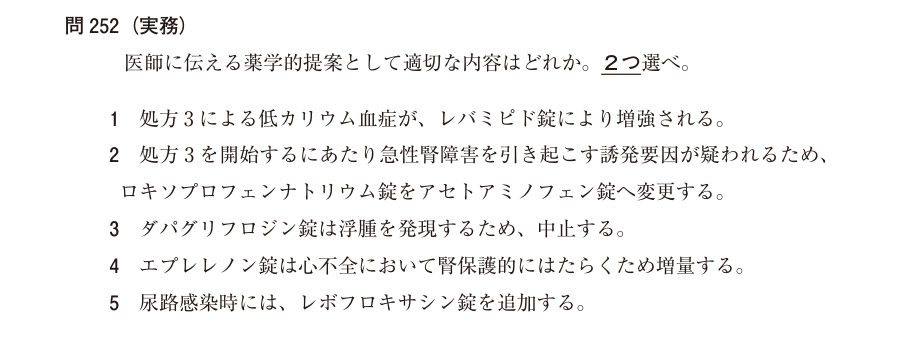 問 252（実務）
医師に伝える薬学的提案として適切な内容はどれか。２つ選べ。
1　処方３による低カリウム血症が、レバミピド錠により増強される。
2　処方３を開始するにあたり急性腎障害を引き起こす誘発要因が疑われるため、
ロキソプロフェンナトリウム錠をアセトアミノフェン錠へ変更する。
3　ダパグリフロジン錠は浮腫を発現するため、中止する。
4　エプレレノン錠は心不全において腎保護的にはたらくため増量する。
5　尿路感染時には、レボフロキサシン錠を追加する。